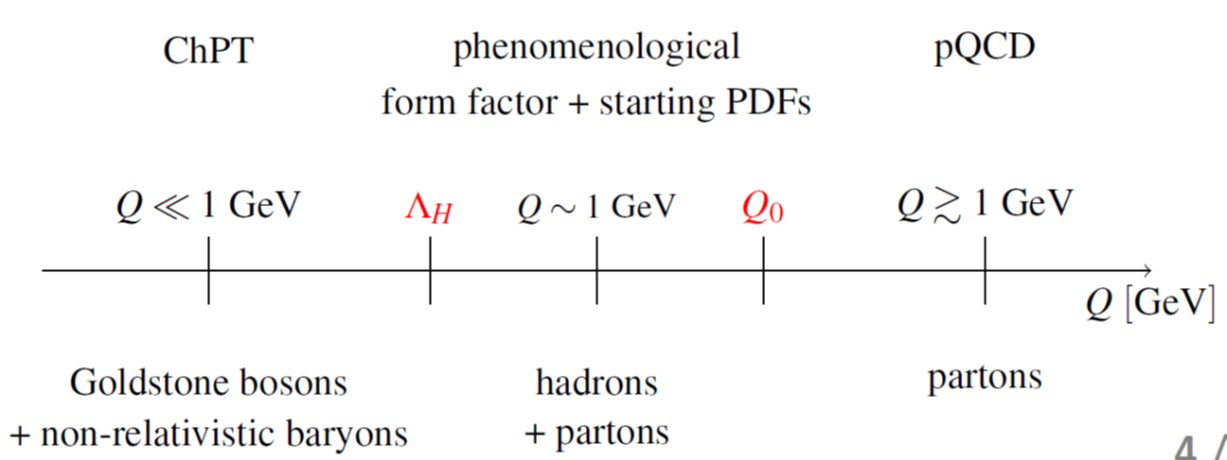 ChPT
phenomenological
form factor + starting PDFs
pQCD
Q ≪ 1 GeV
Λ_H
Q ∼ 1 GeV
Q_0
Q ≳ 1 GeV
Q [GeV]
Goldstone bosons
+ non-relativistic baryons
hadrons
+ partons
partons
4 /